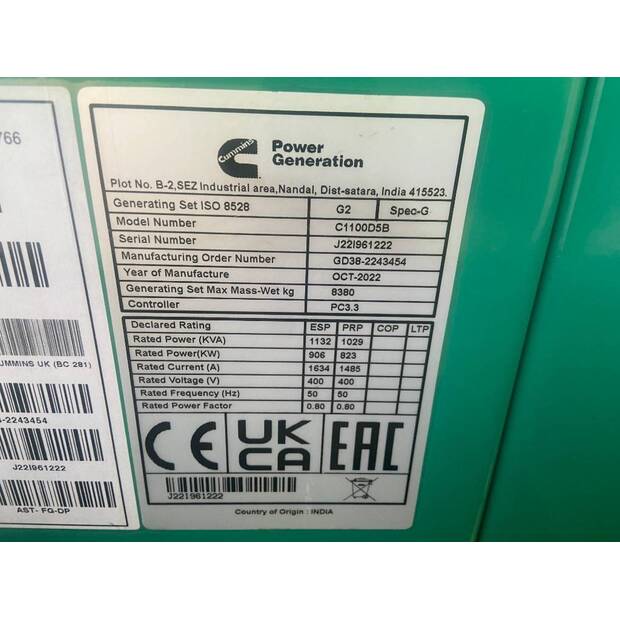 766
UMMINS UK (BC 281)
-2243454
J22I961222
AST- FQ-DP
Cummins
Power
Generation
Plot No. B-2,SEZ Industrial area,Nandal, Dist-satara, India 415523.
Generating Set ISO 8528 G2 Spec-G
Model Number C1100D5B
Serial Number J22I961222
Manufacturing Order Number GD38-2243454
Year of Manufacture OCT-2022
Generating Set Max Mass-Wet kg 8380
Controller PC3.3
Declared Rating ESP PRP COP LTP
Rated Power (KVA) 1132 1029
Rated Power(KW) 906 823
Rated Current (A) 1634 1485
Rated Voltage (V) 400 400
Rated Frequency (Hz) 50 50
Rated Power Factor 0.80 0.80
CE UK CA EAC
J22I961222
Country of Origin : INDIA